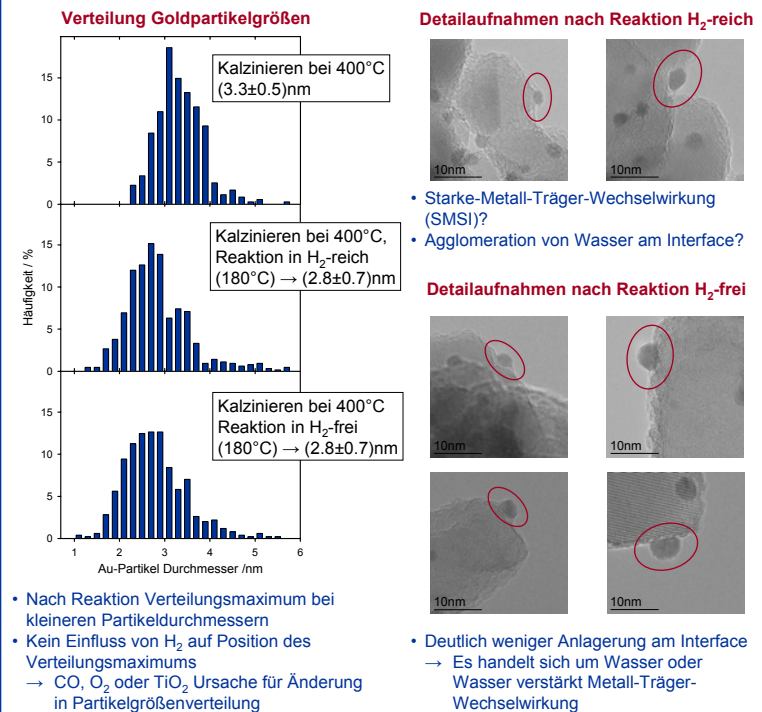 Verteilung Goldpartikelgrößen
Häufigkeit / %
15
10
5
0
Kalzinieren bei 400°C
(3.3±0.5)nm
15
10
5
0
Kalzinieren bei 400°C,
Reaktion in H₂-reich
(180°C) → (2.8±0.7)nm
15
10
5
0
Kalzinieren bei 400°C
Reaktion in H₂-frei
(180°C) → (2.8±0.7)nm
1 2 3 4 5 6
Au-Partikel Durchmesser /nm
• Nach Reaktion Verteilungsmaximum bei
kleineren Partikeldurchmessern
• Kein Einfluss von H₂ auf Position des
Verteilungsmaximums
→ CO, O₂ oder TiO₂ Ursache für Änderung
in Partikelgrößenverteilung
Detailaufnahmen nach Reaktion H₂-reich
10nm
10nm
• Starke-Metall-Träger-Wechselwirkung
(SMSI)?
• Agglomeration von Wasser am Interface?
Detailaufnahmen nach Reaktion H₂-frei
10nm
10nm
10nm
10nm
• Deutlich weniger Anlagerung am Interface
→ Es handelt sich um Wasser oder
Wasser verstärkt Metall-Träger-
Wechselwirkung